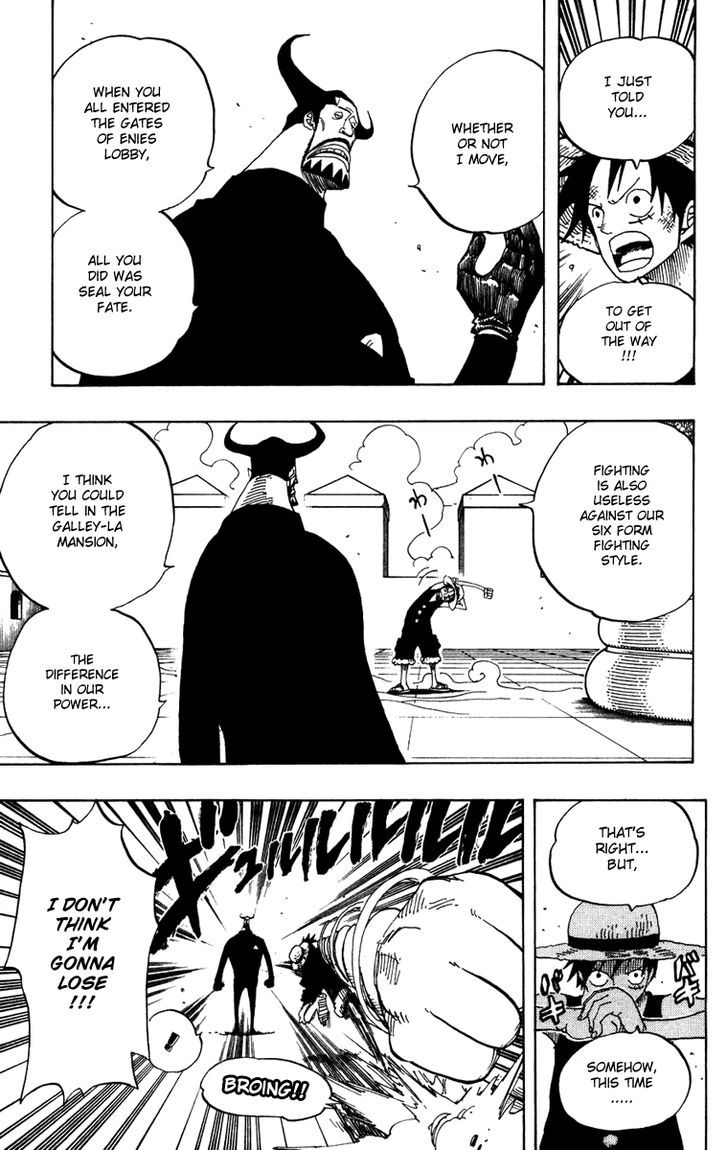 I JUST
TOLD
YOU...
TO GET
OUT OF
THE WAY
!!!
WHETHER
OR NOT
I MOVE,
WHEN YOU
ALL ENTERED
THE GATES
OF ENIES
LOBBY,
ALL YOU
DID WAS
SEAL YOUR
FATE.
FIGHTING
IS ALSO
USELESS
AGAINST OUR
SIX FORM
FIGHTING
STYLE.
I THINK
YOU COULD
TELL IN THE
GALLEY-LA
MANSION,
THE
DIFFERENCE
IN OUR
POWER...
THAT'S
RIGHT...
BUT,
SOMEHOW,
THIS TIME
.....
I DON'T
THINK
I'M
GONNA
LOSE
!!!
BROING!!